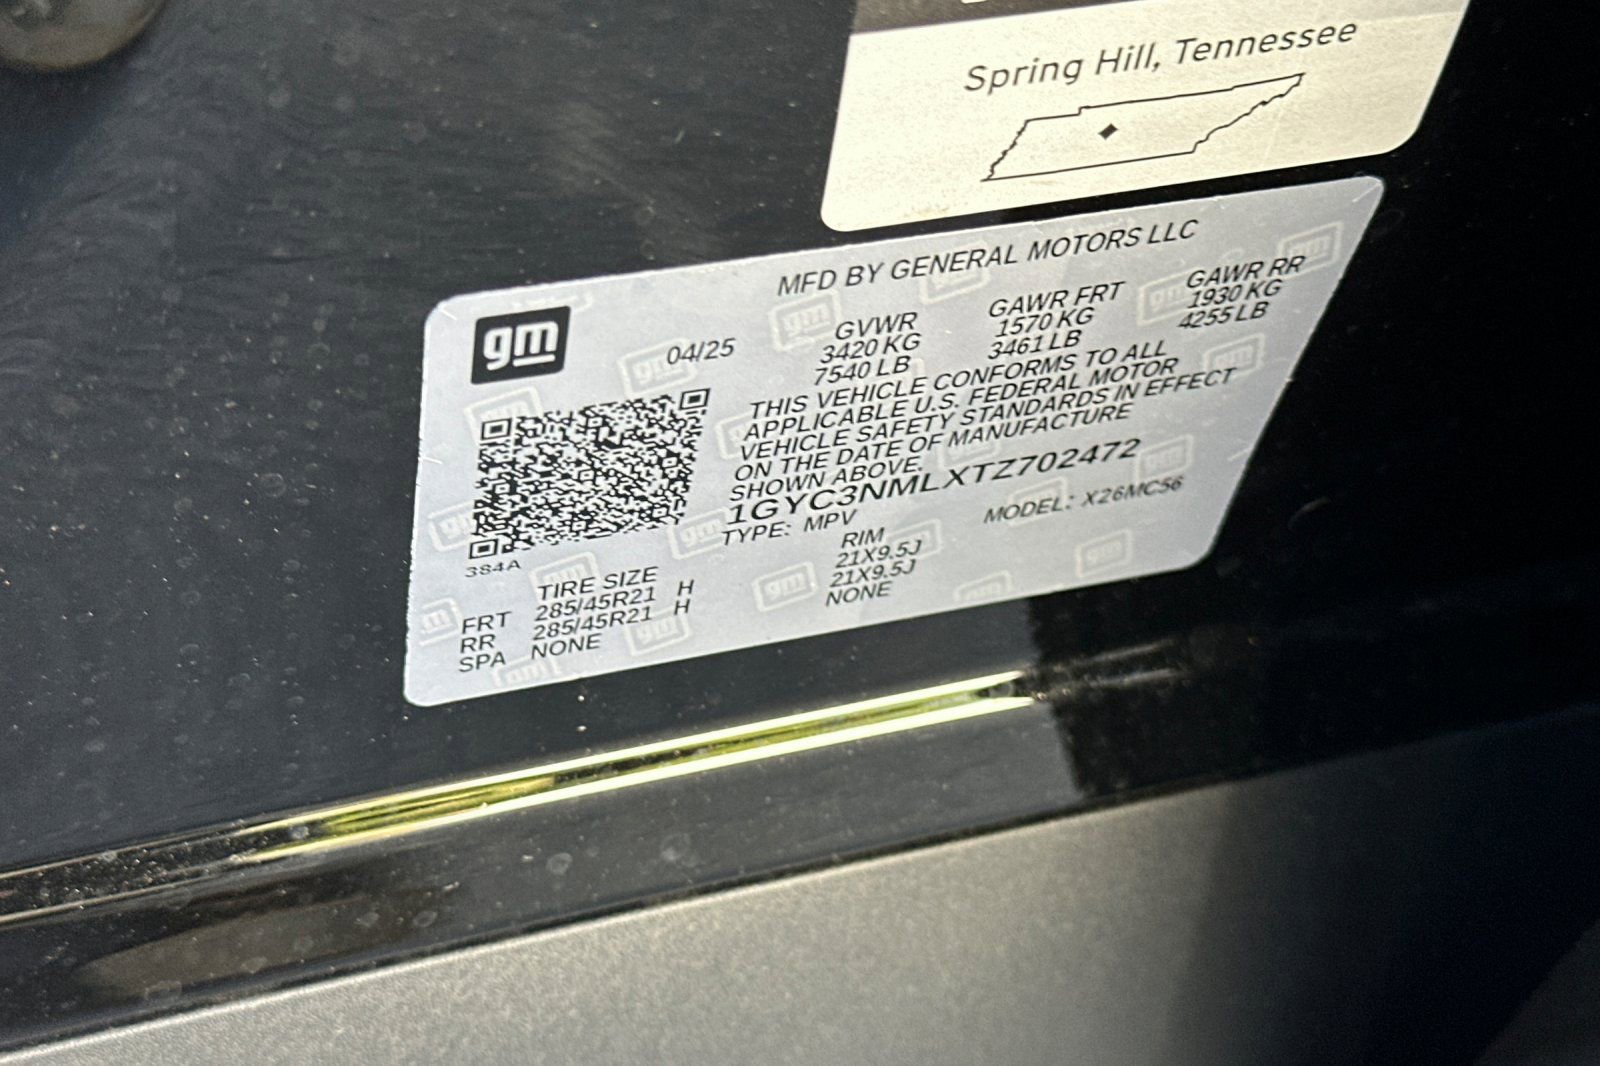 Spring Hill, Tennessee
MFD BY GENERAL MOTORS LLC
gm
04/25
GVWR GAWR FRT GAWR RR
3420 KG 1570 KG 1930 KG
7540 LB 3461 LB 4255 LB
THIS VEHICLE CONFORMS TO ALL
APPLICABLE U.S. FEDERAL MOTOR
VEHICLE SAFETY STANDARDS IN EFFECT
ON THE DATE OF MANUFACTURE
SHOWN ABOVE.
1GYC3NMLXTZ702472
TYPE: MPV MODEL: X26MC56
384A
TIRE SIZE RIM
FRT 285/45R21 H 21X9.5J
RR 285/45R21 H 21X9.5J
SPA NONE NONE